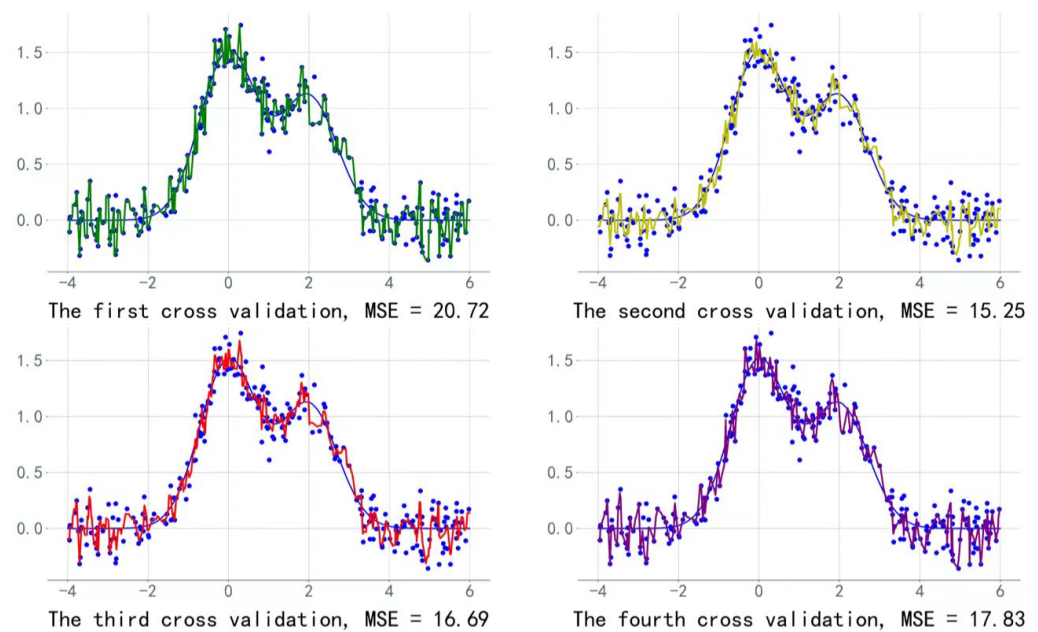 1.5
1.0
0.5
0.0
−4 −2 0 2 4 6
The first cross validation, MSE = 20.72
1.5
1.0
0.5
0.0
−4 −2 0 2 4 6
The second cross validation, MSE = 15.25
1.5
1.0
0.5
0.0
−4 −2 0 2 4 6
The third cross validation, MSE = 16.69
1.5
1.0
0.5
0.0
−4 −2 0 2 4 6
The fourth cross validation, MSE = 17.83